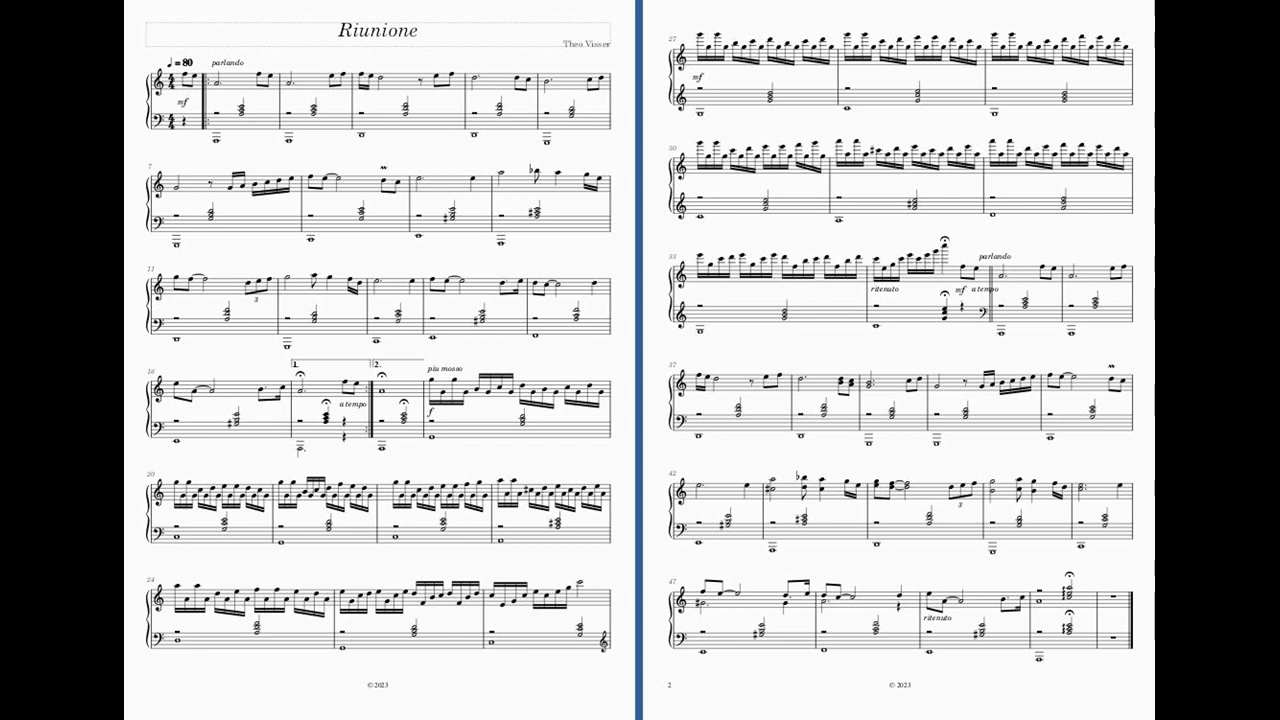 Riunione
Theo Visser
♩ = 80
parlando
mf
7
11
3
16
1.
2.
a tempo
piu mosso
f
20
24
© 2023
27
mf
30
33
ritenuto
mf a tempo
parlando
37
42
3
47
ritenuto
2
© 2023